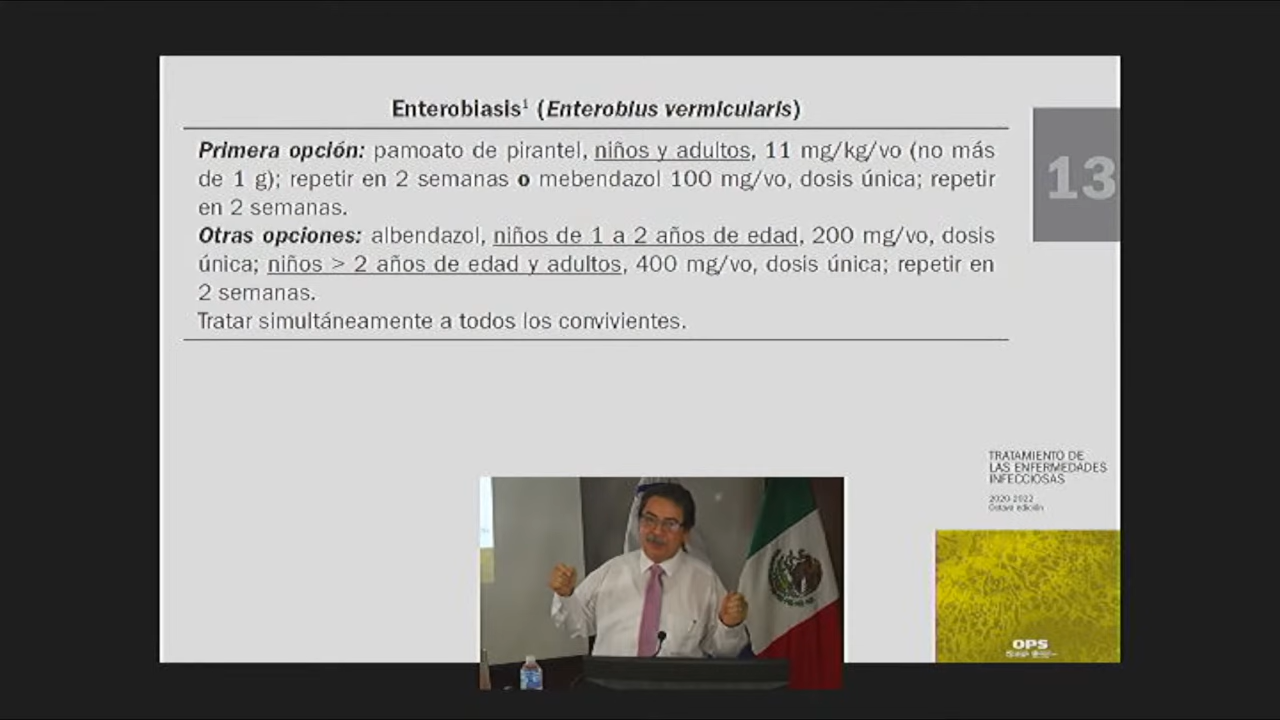 Enterobiasis¹ (Enterobius vermicularis)
Primera opción: pamoato de pirantel, niños y adultos, 11 mg/kg/vo (no más
de 1 g); repetir en 2 semanas o mebendazol 100 mg/vo, dosis única; repetir
en 2 semanas.
Otras opciones: albendazol, niños de 1 a 2 años de edad, 200 mg/vo, dosis
única; niños > 2 años de edad y adultos, 400 mg/vo, dosis única; repetir en
2 semanas.
Tratar simultáneamente a todos los convivientes.
13
TRATAMIENTO DE
LAS ENFERMEDADES
INFECCIOSAS
2020-2022
Octava edición
OPS